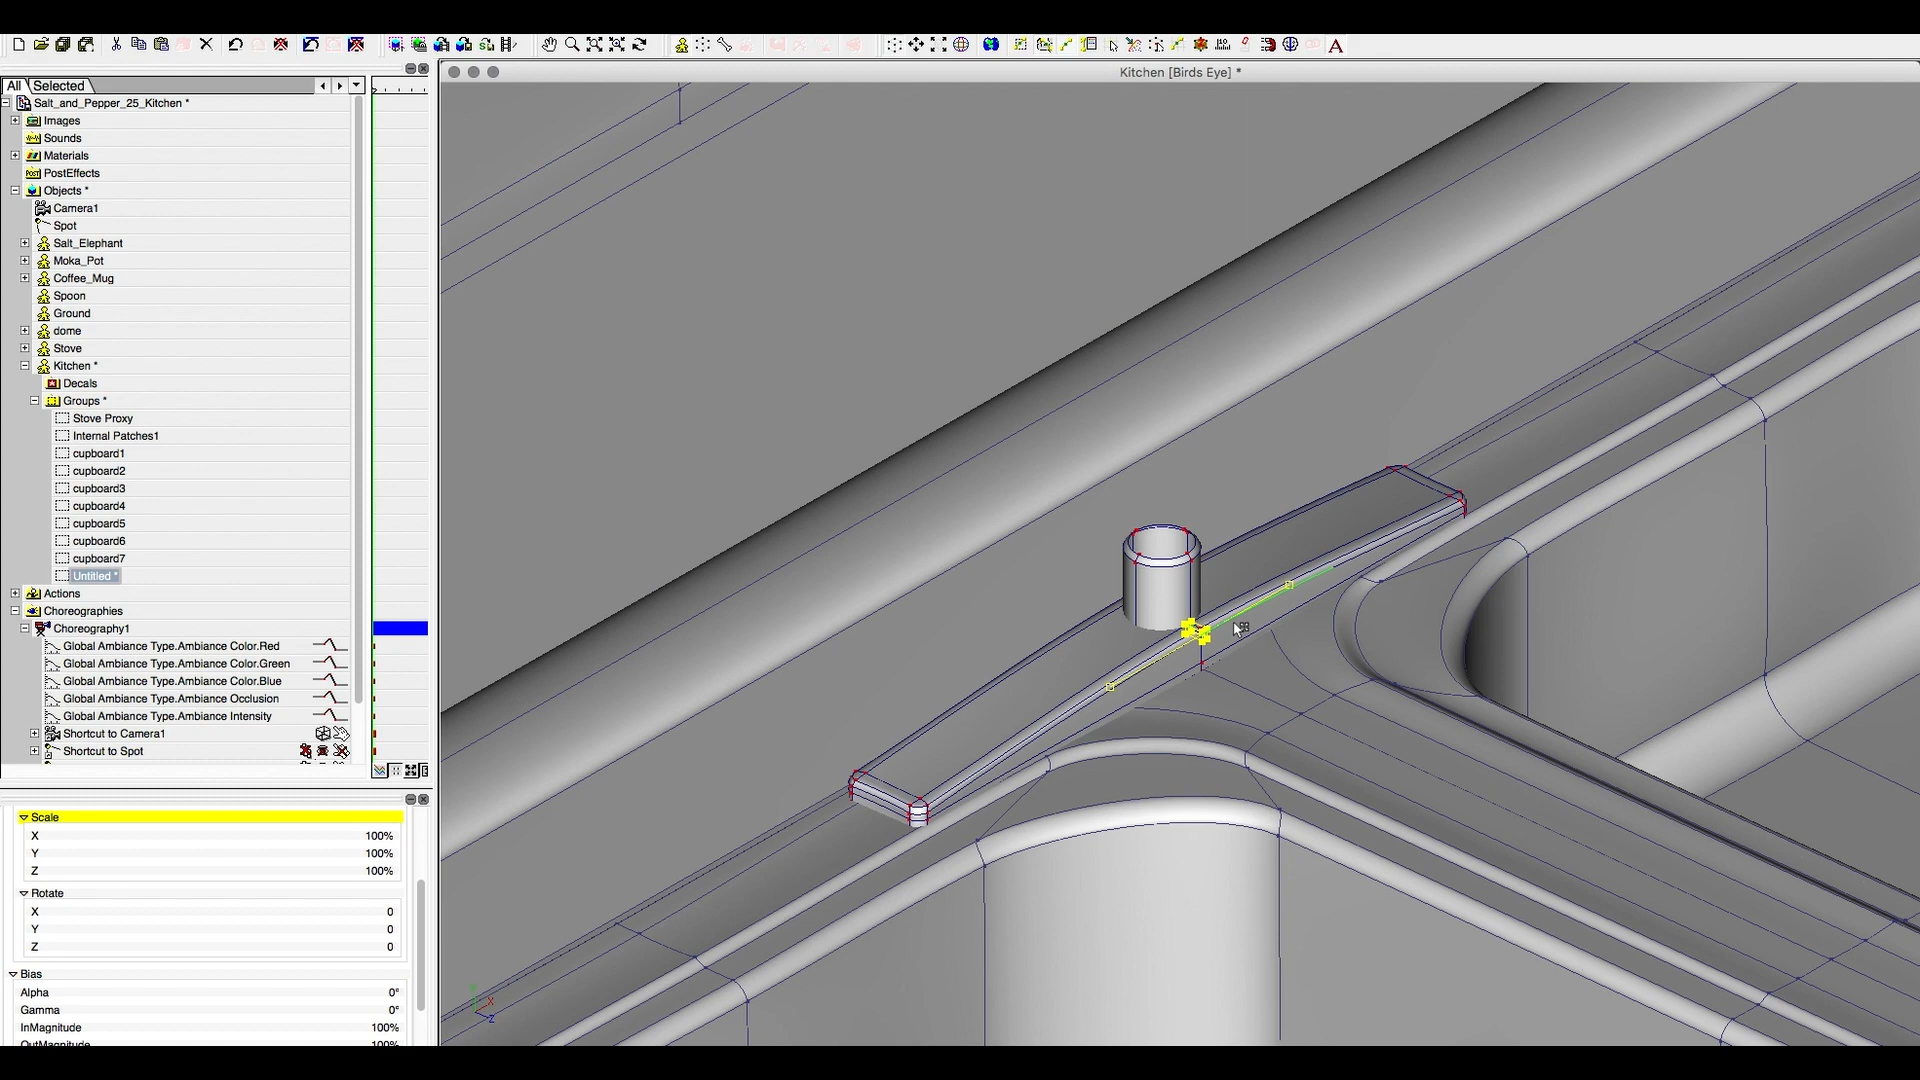 Kitchen [Birds Eye] *
All Selected
Salt_and_Pepper_25_Kitchen *
Images
Sounds
Materials
POST PostEffects
Objects *
Camera1
Spot
Salt_Elephant
Moka_Pot
Coffee_Mug
Spoon
Ground
dome
Stove
Kitchen *
Decals
Groups *
Stove Proxy
Internal Patches1
cupboard1
cupboard2
cupboard3
cupboard4
cupboard5
cupboard6
cupboard7
Untitled *
Actions
Choreographies
Choreography1
Global Ambiance Type.Ambiance Color.Red
Global Ambiance Type.Ambiance Color.Green
Global Ambiance Type.Ambiance Color.Blue
Global Ambiance Type.Ambiance Occlusion
Global Ambiance Type.Ambiance Intensity
Shortcut to Camera1
Shortcut to Spot
Scale
X 100%
Y 100%
Z 100%
Rotate
X 0
Y 0
Z 0
Bias
Alpha 0°
Gamma 0°
InMagnitude 100%
OutMagnitude 100%
X
Z